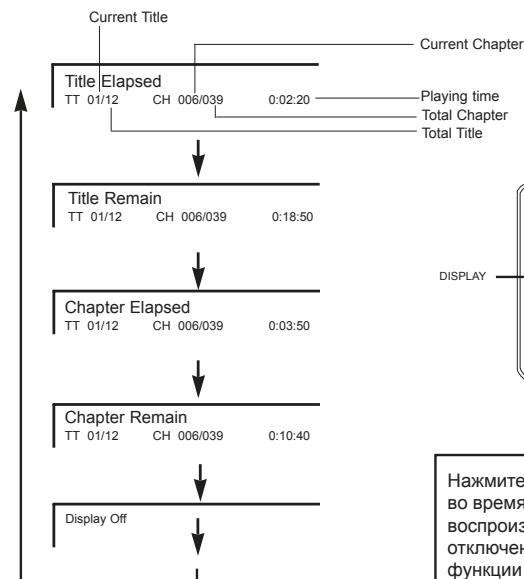 Current Title
Current Chapter
Title Elapsed
TT 01/12 CH 006/039 0:02:20
Playing time
Total Chapter
Total Title
Title Remain
TT 01/12 CH 006/039 0:18:50
DISPLAY
Chapter Elapsed
TT 01/12 CH 006/039 0:03:50
Chapter Remain
TT 01/12 CH 006/039 0:10:40
Display Off
Нажмите
во время
воспроиз
отключен
функции